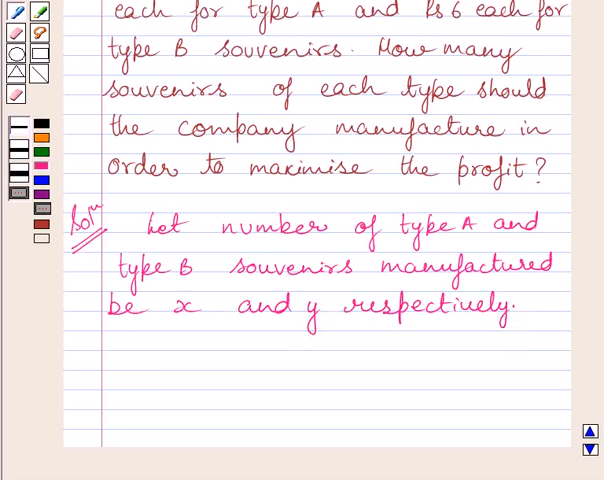 each for type A and Rs 6 each for
type B souvenirs. How many
souvenirs of each type should
the company manufacture in
order to maximise the profit?
Solⁿ Let number of type A and
type B souvenirs manufactured
be x and y respectively.